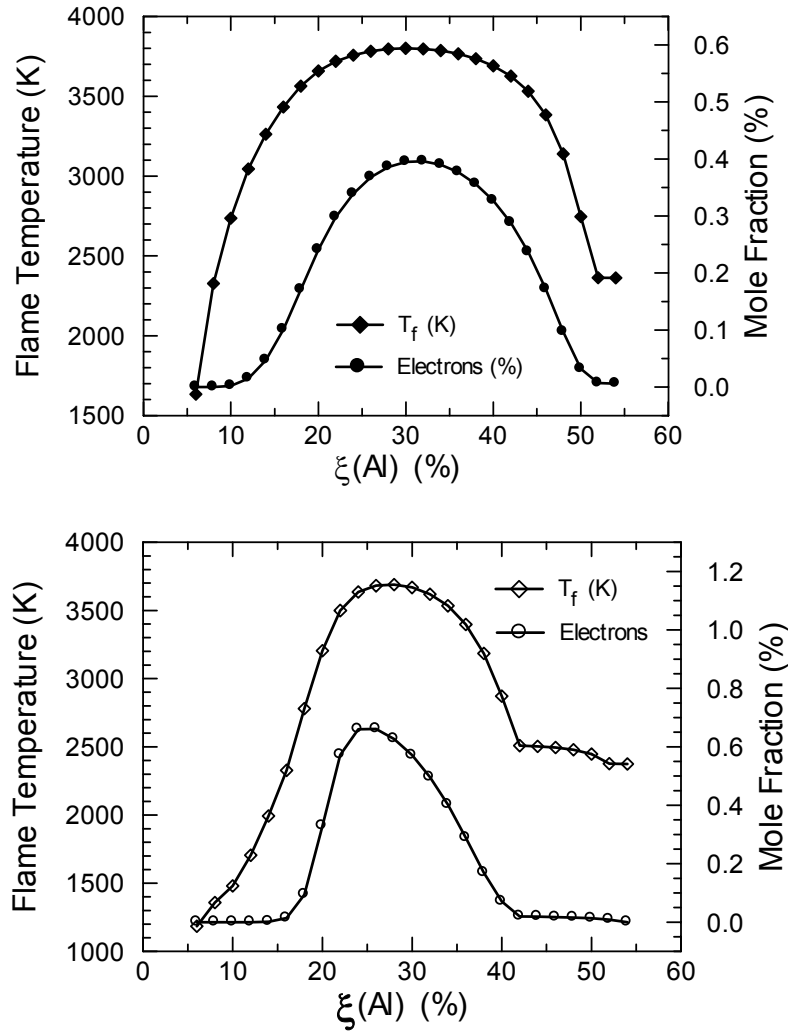 4000
3500
3000
2500
2000
1500
Flame Temperature (K)
0.6
0.5
0.4
0.3
0.2
0.1
0.0
Mole Fraction (%)
T_f (K)
Electrons (%)
0 10 20 30 40 50 60
ξ(Al) (%)
4000
3500
3000
2500
2000
1500
1000
Flame Temperature (K)
1.2
1.0
0.8
0.6
0.4
0.2
0.0
Mole Fraction (%)
T_f (K)
Electrons
0 10 20 30 40 50 60
ξ(Al) (%)